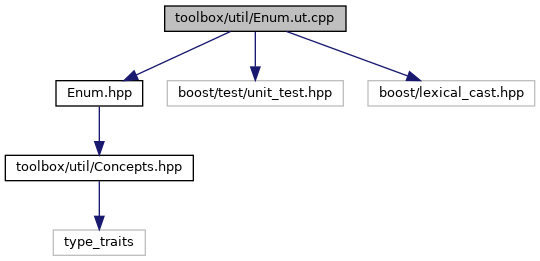 toolbox/util/Enum.ut.cpp
Enum.hpp
boost/test/unit_test.hpp
boost/lexical_cast.hpp
toolbox/util/Concepts.hpp
type_traits